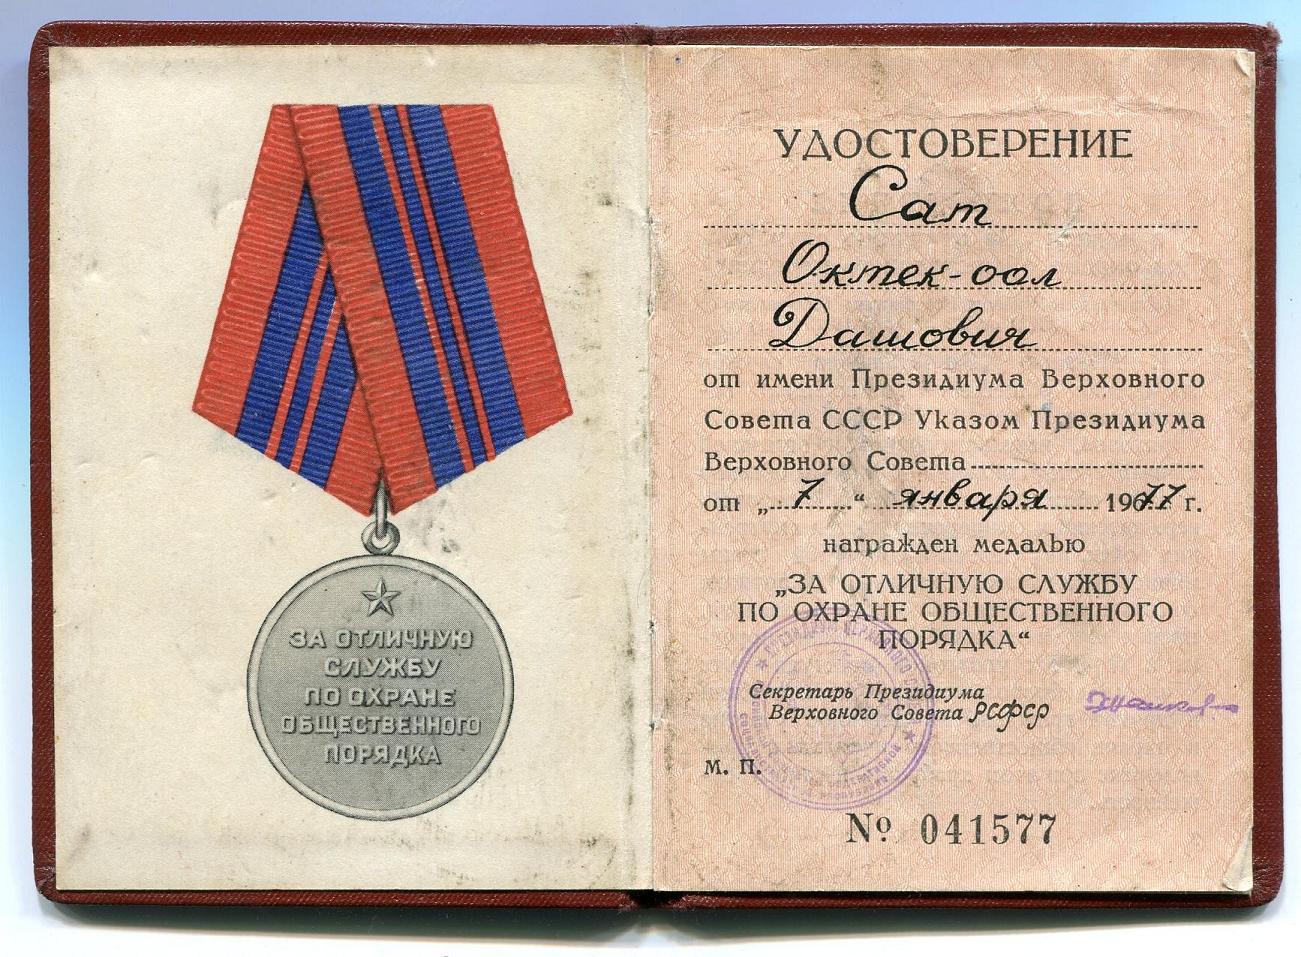 ЗА ОТЛИЧНУЮ
СЛУЖБУ
ПО ОХРАНЕ
ОБЩЕСТВЕННОГО
ПОРЯДКА
УДОСТОВЕРЕНИЕ
Сат
Октек-оол
Дашович
от имени Президиума Верховного
Совета СССР Указом Президиума
Верховного Совета
от „ 7 “ января 1977 г.
награжден медалью
„ЗА ОТЛИЧНУЮ СЛУЖБУ
ПО ОХРАНЕ ОБЩЕСТВЕННОГО
ПОРЯДКА“
Секретарь Президиума
Верховного Совета РСФСР
М. П.
№ 041577